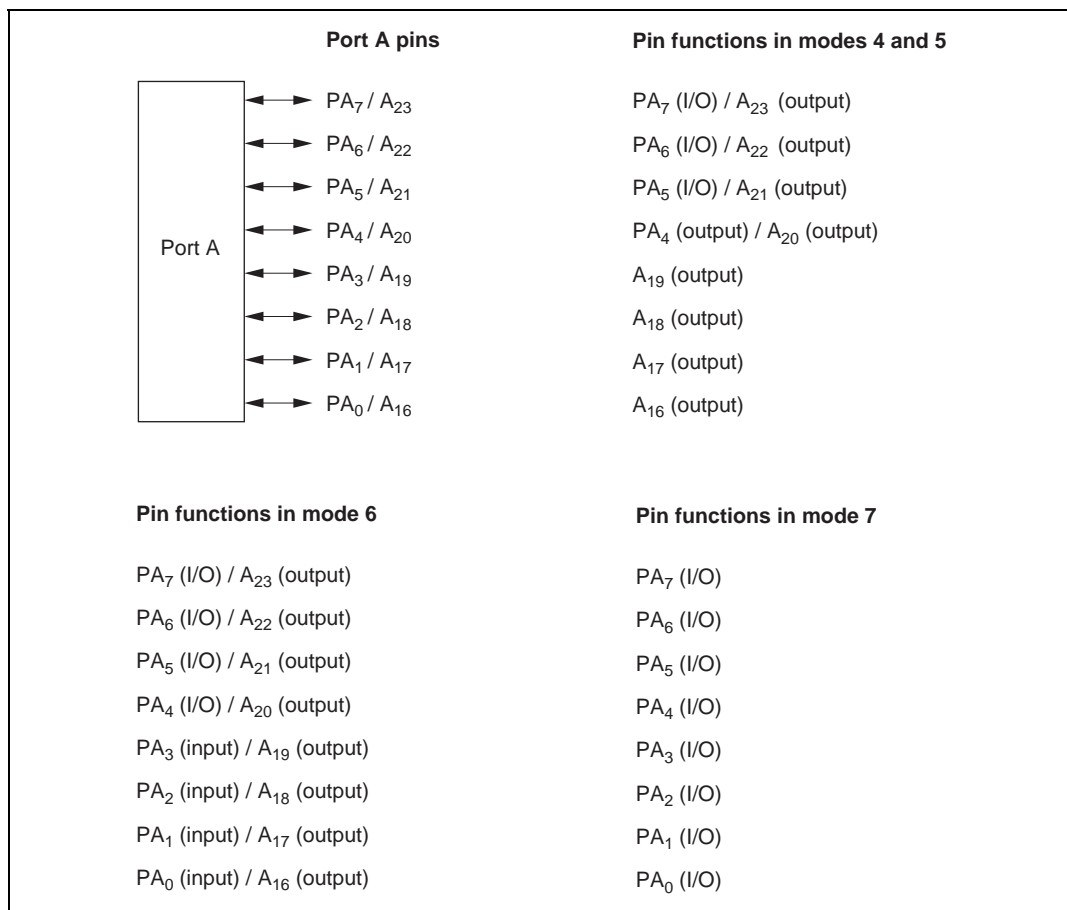 Port A pins
Pin functions in modes 4 and 5
Port A
PA7 / A23
PA7 (I/O) / A23 (output)
PA6 / A22
PA6 (I/O) / A22 (output)
PA5 / A21
PA5 (I/O) / A21 (output)
PA4 / A20
PA4 (output) / A20 (output)
PA3 / A19
A19 (output)
PA2 / A18
A18 (output)
PA1 / A17
A17 (output)
PA0 / A16
A16 (output)
Pin functions in mode 6
PA7 (I/O) / A23 (output)
PA6 (I/O) / A22 (output)
PA5 (I/O) / A21 (output)
PA4 (I/O) / A20 (output)
PA3 (input) / A19 (output)
PA2 (input) / A18 (output)
PA1 (input) / A17 (output)
PA0 (input) / A16 (output)
Pin functions in mode 7
PA7 (I/O)
PA6 (I/O)
PA5 (I/O)
PA4 (I/O)
PA3 (I/O)
PA2 (I/O)
PA1 (I/O)
PA0 (I/O)